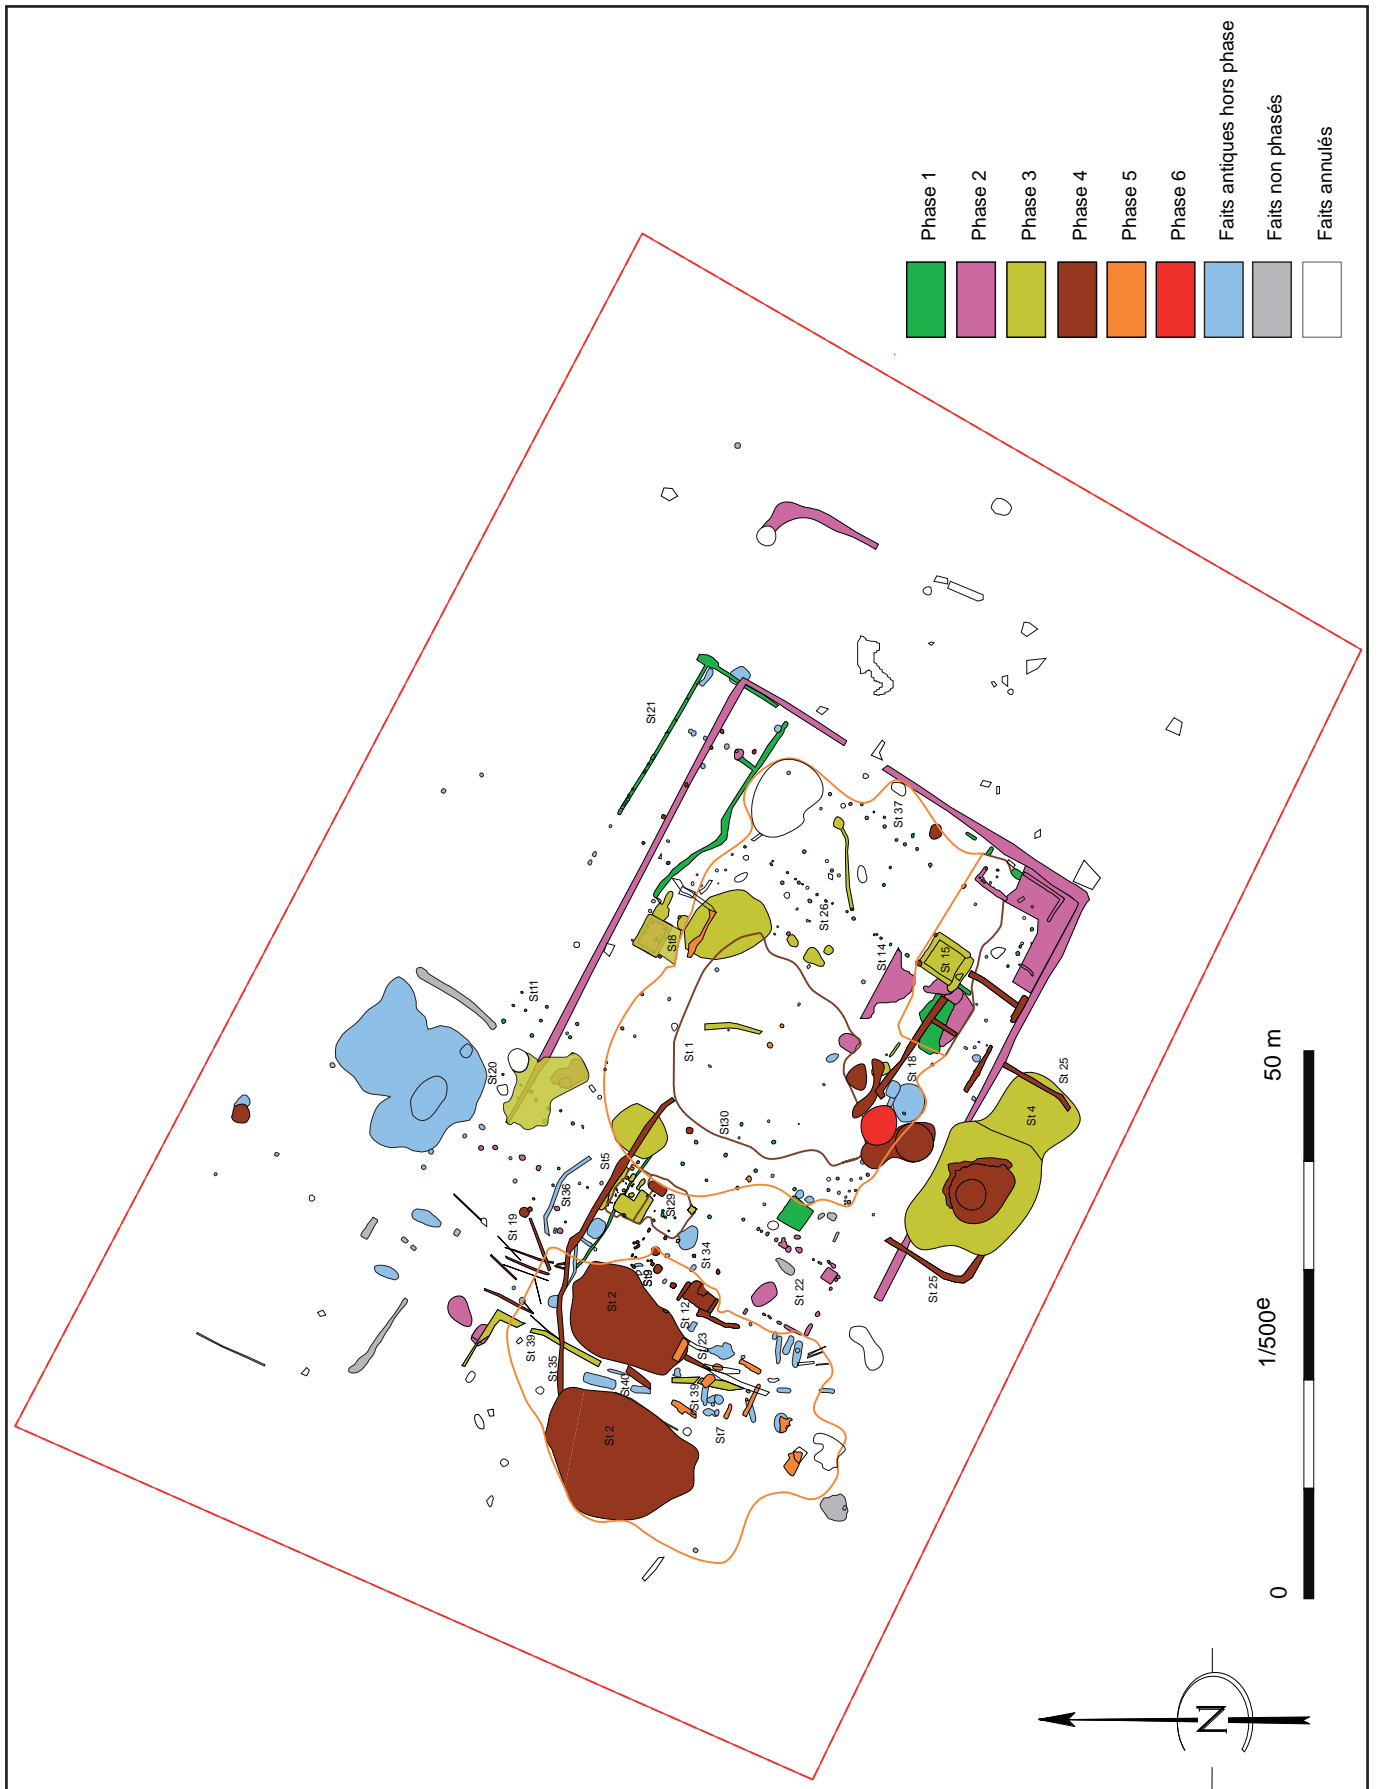 Phase 1
Phase 2
Phase 3
Phase 4
Phase 5
Phase 6
Faits antiques hors phase
Faits non phasés
Faits annulés
St21
St 37
St8
St 26
St11
St 14
St 15
St20
St 1
St 18
St 25
St30
St 4
St5
St36
St29
St 19
St 34
St9
St 22
St 25
St 2
St 12
St 23
St 39
St 35
St40
St 39
St 2
St7
50 m
1/500e
0
N